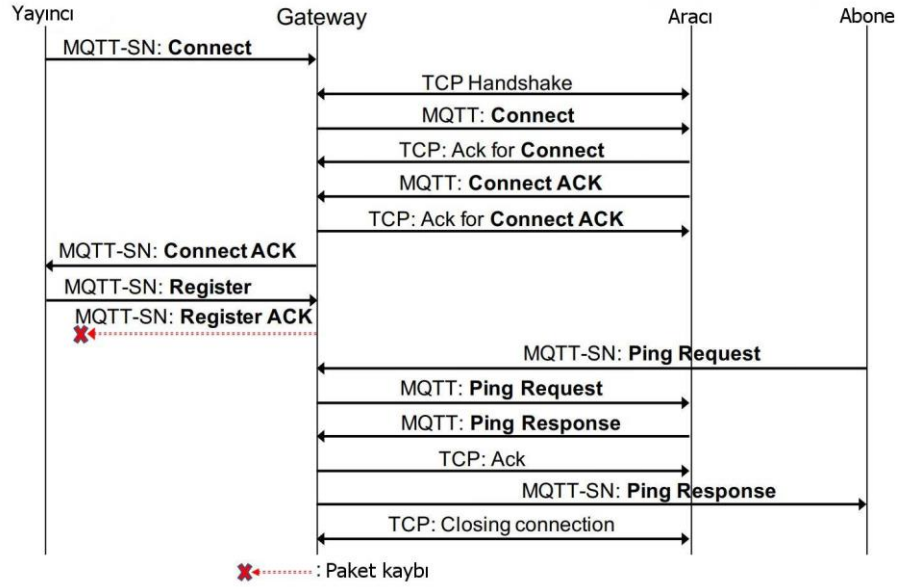 Yayıncı Gateway Aracı Abone
MQTT-SN: Connect
TCP Handshake
MQTT: Connect
TCP: Ack for Connect
MQTT: Connect ACK
TCP: Ack for Connect ACK
MQTT-SN: Connect ACK
MQTT-SN: Register
MQTT-SN: Register ACK
MQTT-SN: Ping Request
MQTT: Ping Request
MQTT: Ping Response
TCP: Ack
MQTT-SN: Ping Response
TCP: Closing connection
: Paket kaybı